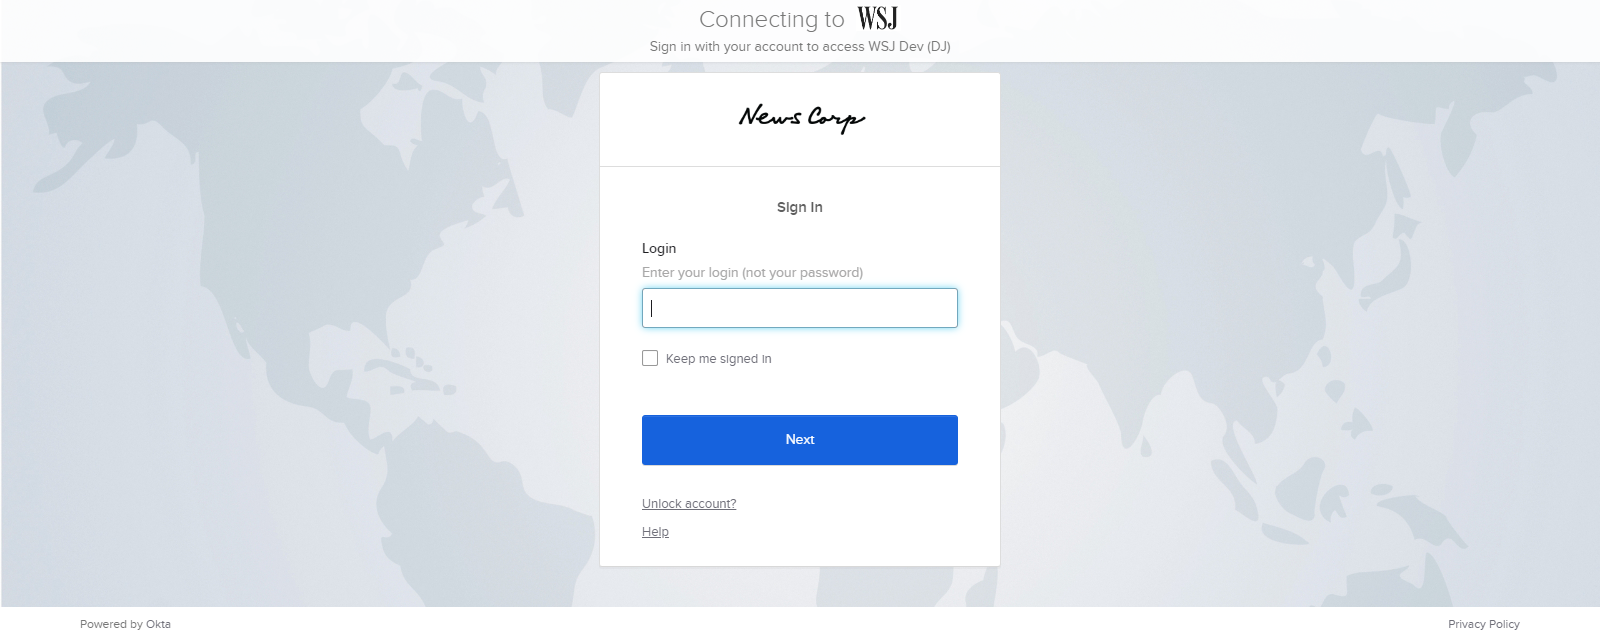 Connecting to WSJ
Sign in with your account to access WSJ Dev (DJ)
News Corp
Sign In
Login
Enter your login (not your password)
Keep me signed in
Next
Unlock account?
Help
Powered by Okta
Privacy Policy